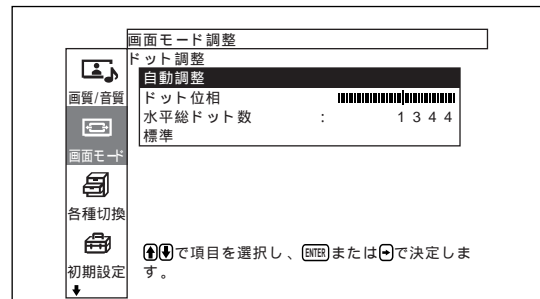 画面モード調整
ドット調整
自動調整
画質/音質
ドット位相
水平総ドット数 : 1344
標準
画面モード
各種切換
初期設定
で項目を選択し、ENTERまたはで決定しま
す。